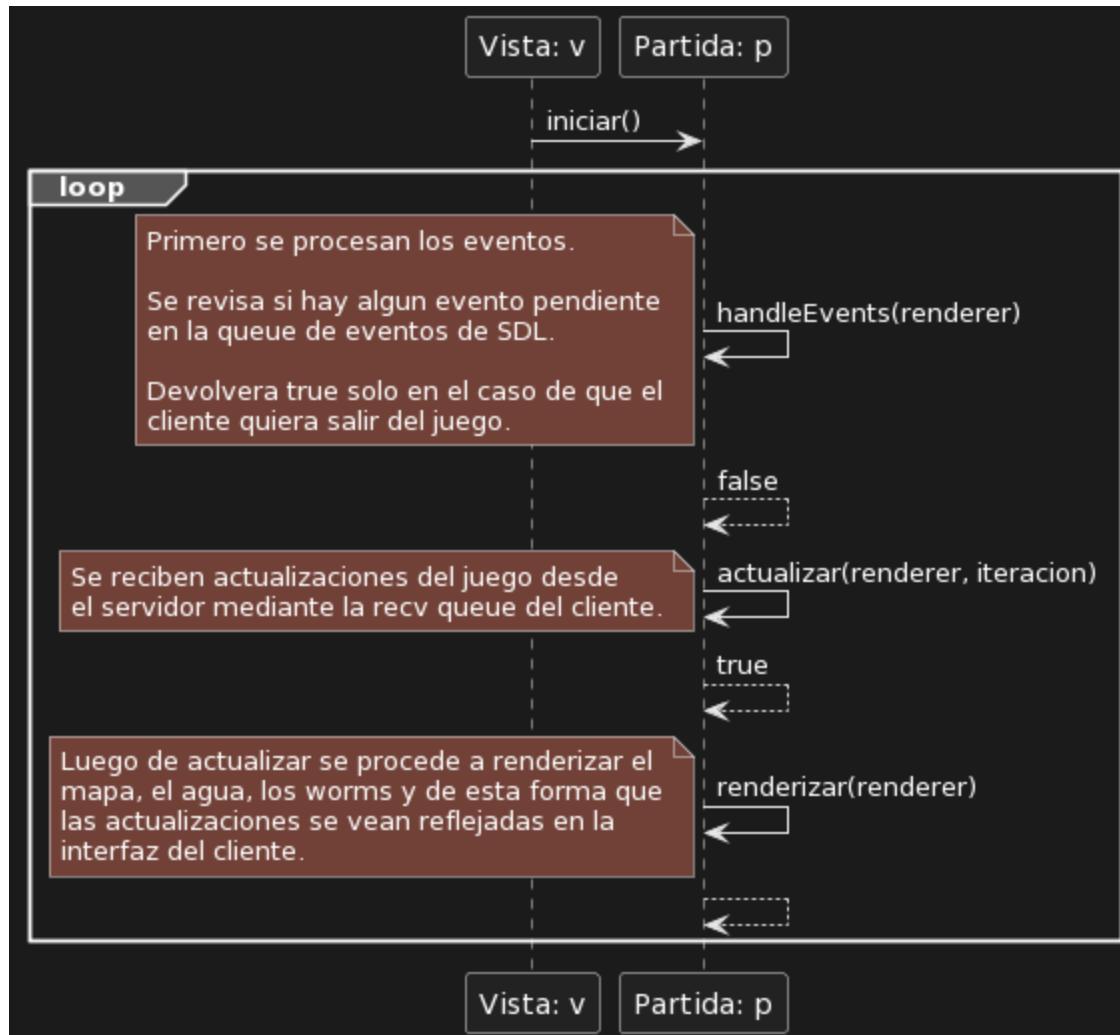 Vista: v
Partida: p
iniciar()
loop
Primero se procesan los eventos.
Se revisa si hay algun evento pendiente
en la queue de eventos de SDL.
Devolvera true solo en el caso de que el
cliente quiera salir del juego.
handleEvents(renderer)
false
Se reciben actualizaciones del juego desde
el servidor mediante la recv queue del cliente.
actualizar(renderer, iteracion)
true
Luego de actualizar se procede a renderizar el
mapa, el agua, los worms y de esta forma que
las actualizaciones se vean reflejadas en la
interfaz del cliente.
renderizar(renderer)
Vista: v
Partida: p